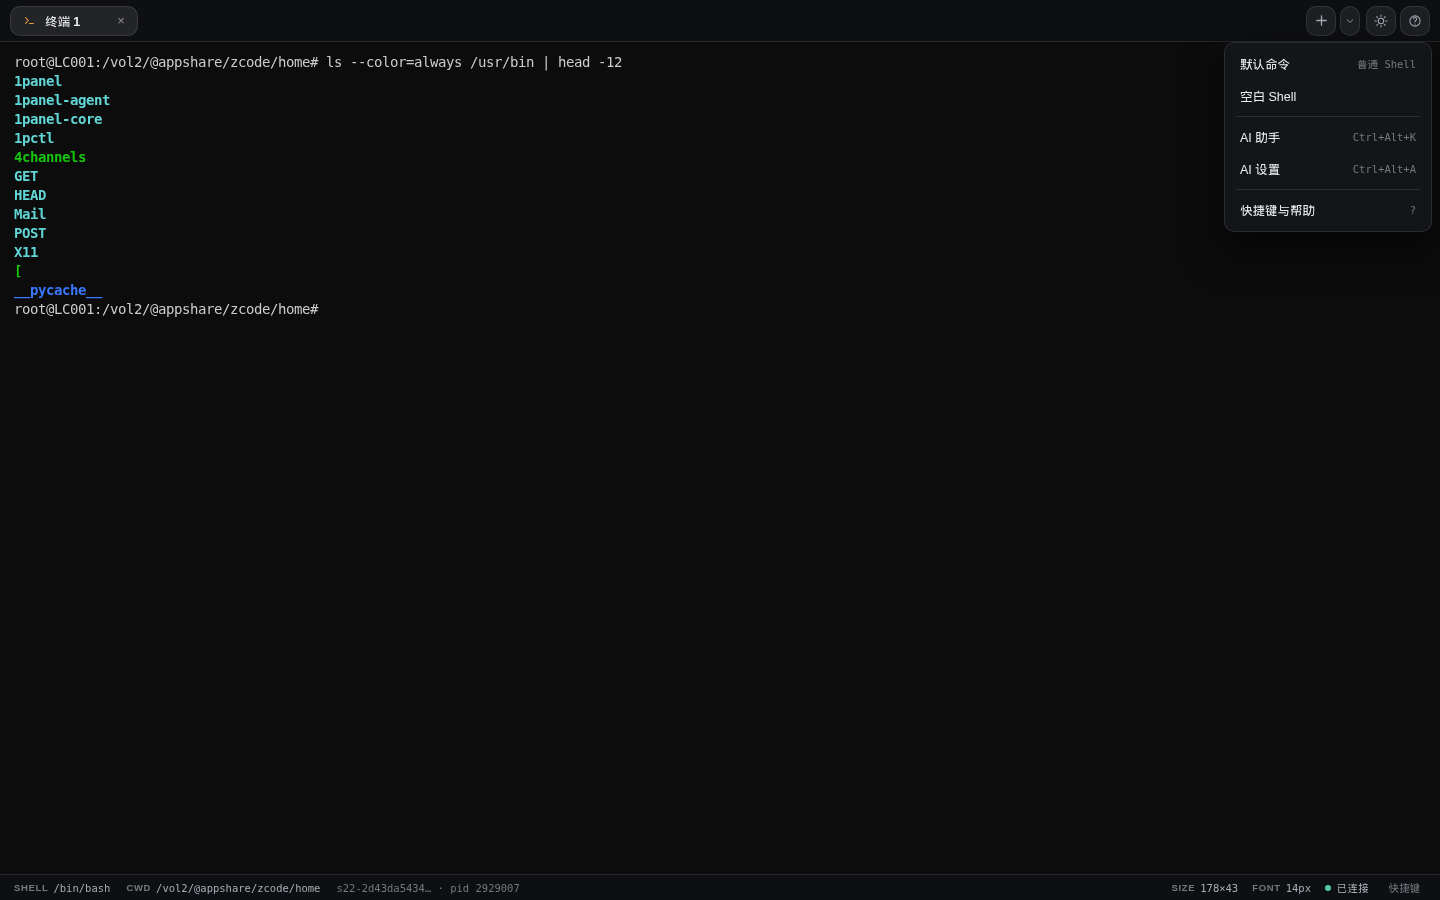 终端 1 ×
root@LC001:/vol2/@appshare/zcode/home# ls --color=always /usr/bin | head -12
1panel
1panel-agent
1panel-core
1pctl
4channels
GET
HEAD
Mail
POST
X11
[
__pycache__
root@LC001:/vol2/@appshare/zcode/home#
默认命令 普通 Shell
空白 Shell
AI 助手 Ctrl+Alt+K
AI 设置 Ctrl+Alt+A
快捷键与帮助 ?
SHELL /bin/bash CWD /vol2/@appshare/zcode/home s22-2d43da5434… · pid 2929007 SIZE 178×43 FONT 14px 已连接 快捷键